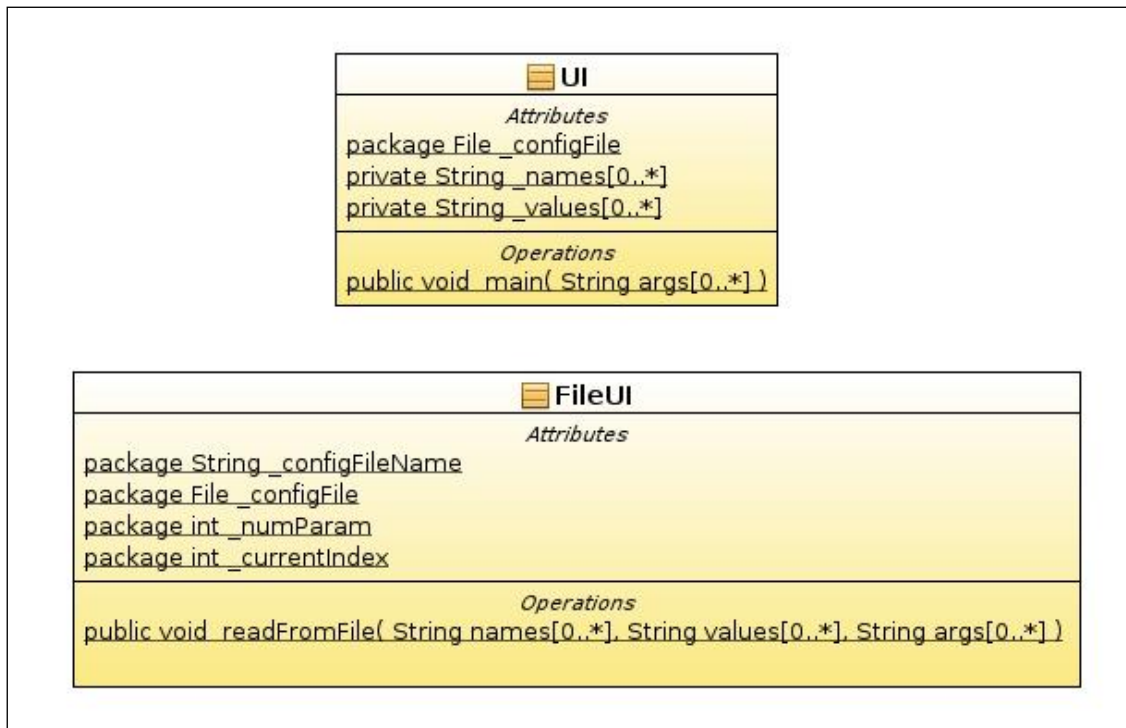 UI
Attributes
package File _configFile
private String _names[0..*]
private String _values[0..*]
Operations
public void  main( String args[0..*] )
FileUI
Attributes
package String _configFileName
package File _configFile
package int _numParam
package int _currentIndex
Operations
public void  readFromFile( String names[0..*], String values[0..*], String args[0..*] )